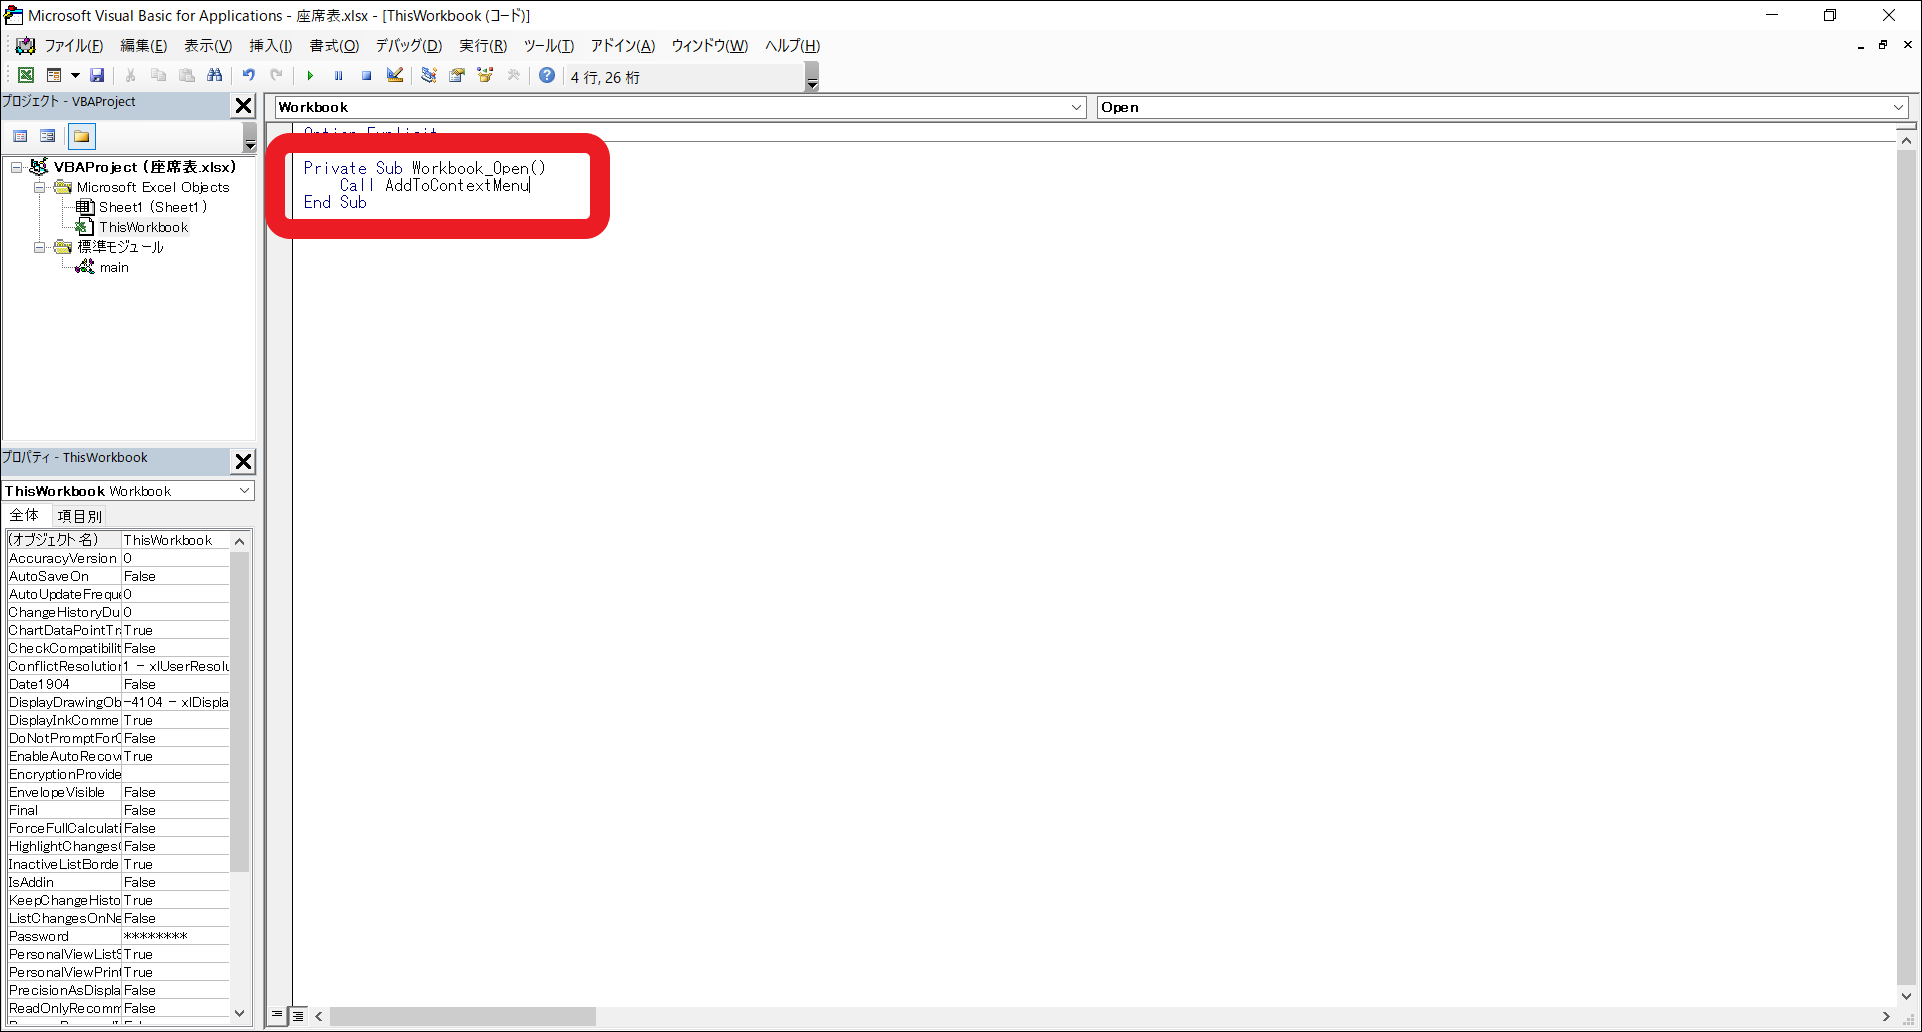 Microsoft Visual Basic for Applications - 座席表.xlsx - [ThisWorkbook (コード)]
ファイル(F) 編集(E) 表示(V) 挿入(I) 書式(O) デバッグ(D) 実行(R) ツール(T) アドイン(A) ウィンドウ(W) ヘルプ(H)
4 行, 26 桁
プロジェクト - VBAProject
VBAProject (座席表.xlsx)
Microsoft Excel Objects
Sheet1 (Sheet1)
ThisWorkbook
標準モジュール
main
Workbook
Open
Option Explicit
Private Sub Workbook_Open()
Call AddToContextMenu
End Sub
プロパティ - ThisWorkbook
ThisWorkbook Workbook
全体 項目別
(オブジェクト名) ThisWorkbook
AccuracyVersion 0
AutoSaveOn False
AutoUpdateFreque 0
ChangeHistoryDu 0
ChartDataPointTr True
CheckCompatibilit False
ConflictResolution 1 - xlUserResolu
Date1904 False
DisplayDrawingOb -4104 - xlDispla
DisplayInkComme True
DoNotPromptForC False
EnableAutoRecov True
EncryptionProvide
EnvelopeVisible False
Final False
ForceFullCalculati False
HighlightChangesO False
InactiveListBorde True
IsAddin False
KeepChangeHisto True
ListChangesOnNe False
Password ********
PersonalViewListS True
PersonalViewPrint True
PrecisionAsDispla False
ReadOnlyRecomm False